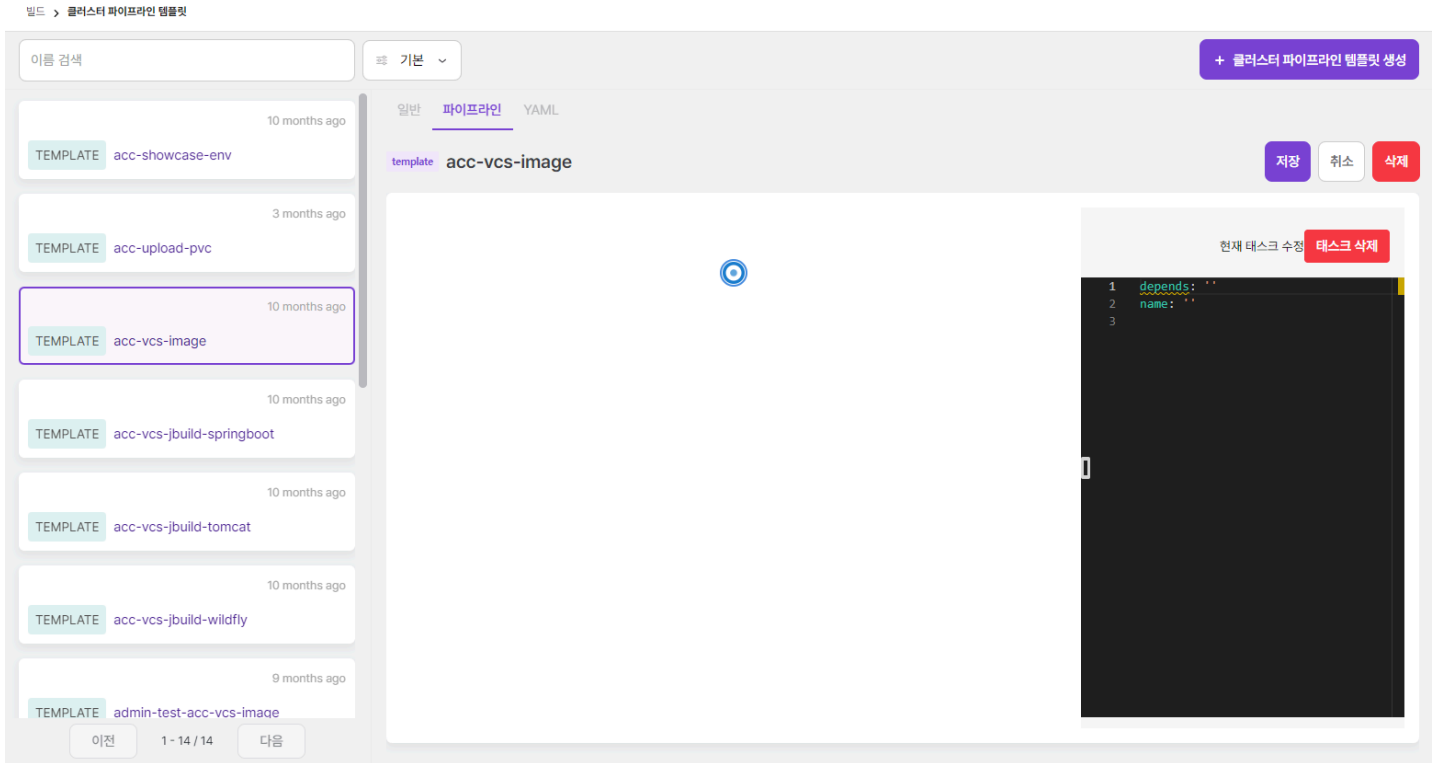 빌드 > 클러스터 파이프라인 템플릿
이름 검색
기본
+ 클러스터 파이프라인 템플릿 생성
10 months ago
TEMPLATE acc-showcase-env
3 months ago
TEMPLATE acc-upload-pvc
10 months ago
TEMPLATE acc-vcs-image
10 months ago
TEMPLATE acc-vcs-jbuild-springboot
10 months ago
TEMPLATE acc-vcs-jbuild-tomcat
10 months ago
TEMPLATE acc-vcs-jbuild-wildfly
9 months ago
TEMPLATE admin-test-acc-vcs-image
이전 1 - 14 / 14 다음
일반 파이프라인 YAML
template acc-vcs-image
저장 취소 삭제
현재 태스크 수정 태스크 삭제
1 depends: ''
2 name: ''
3